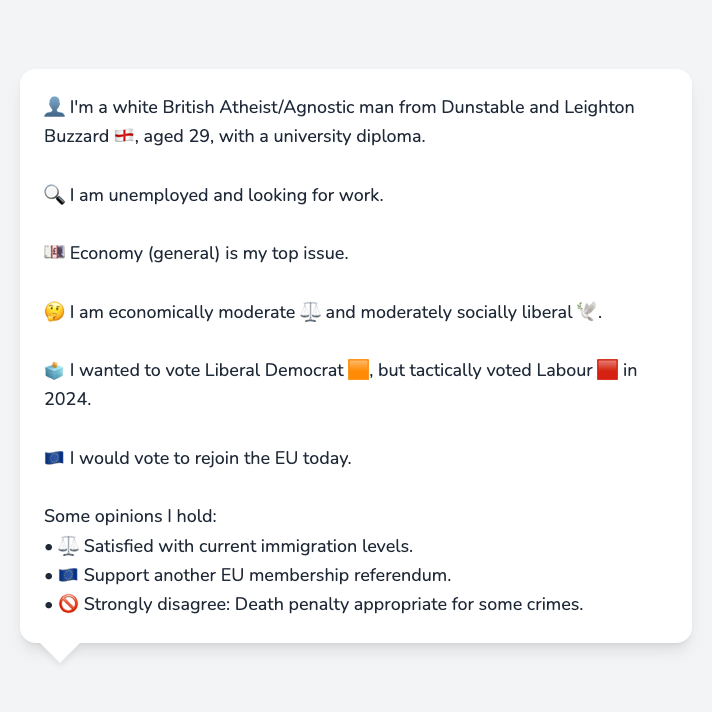 👤 I'm a white British Atheist/Agnostic man from Dunstable and Leighton
Buzzard 🏴󠁧󠁢󠁥󠁮󠁧󠁿, aged 29, with a university diploma.
🔍 I am unemployed and looking for work.
💷 Economy (general) is my top issue.
🤔 I am economically moderate ⚖️ and moderately socially liberal 🕊️.
🗳️ I wanted to vote Liberal Democrat 🟧, but tactically voted Labour 🟥 in
2024.
🇪🇺 I would vote to rejoin the EU today.
Some opinions I hold:
• ⚖️ Satisfied with current immigration levels.
• 🇪🇺 Support another EU membership referendum.
• 🚫 Strongly disagree: Death penalty appropriate for some crimes.